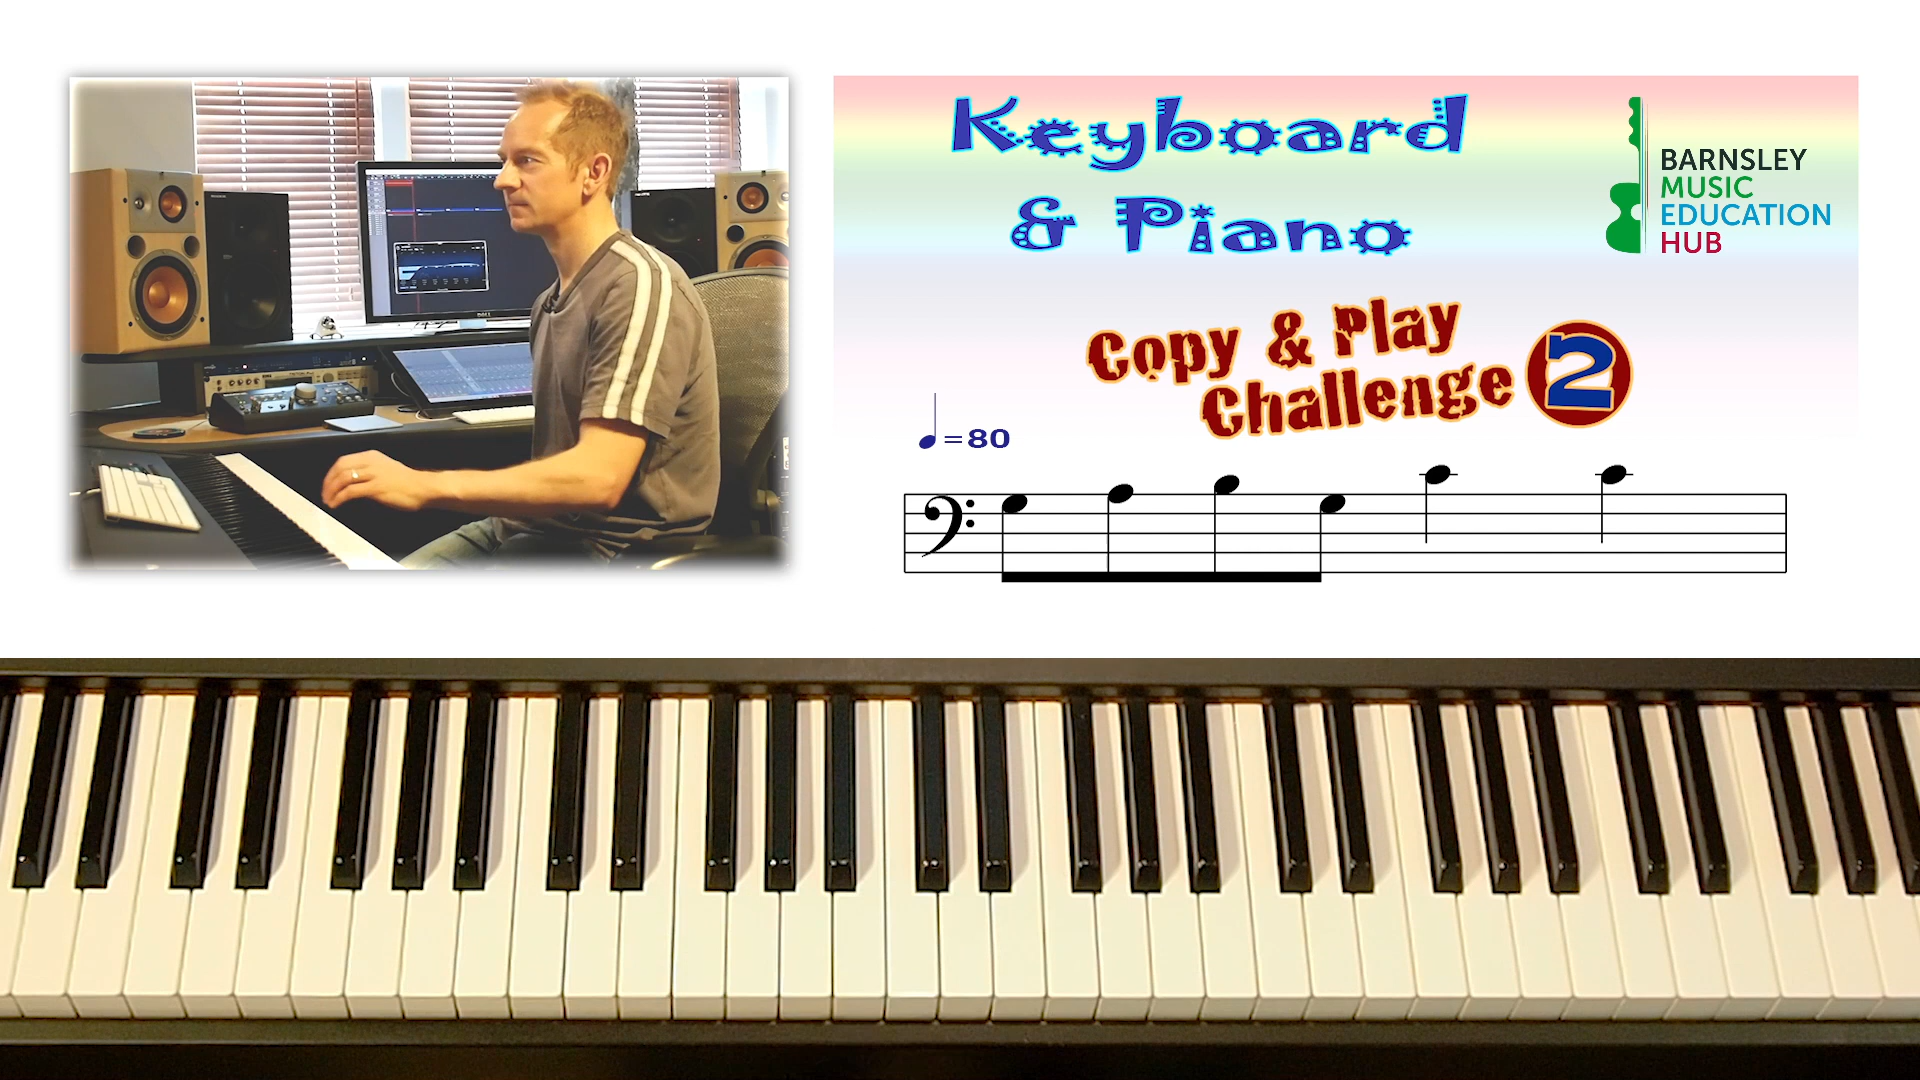 Keyboard
& Piano
BARNSLEY
MUSIC
EDUCATION
HUB
Copy & Play
Challenge 2
=80